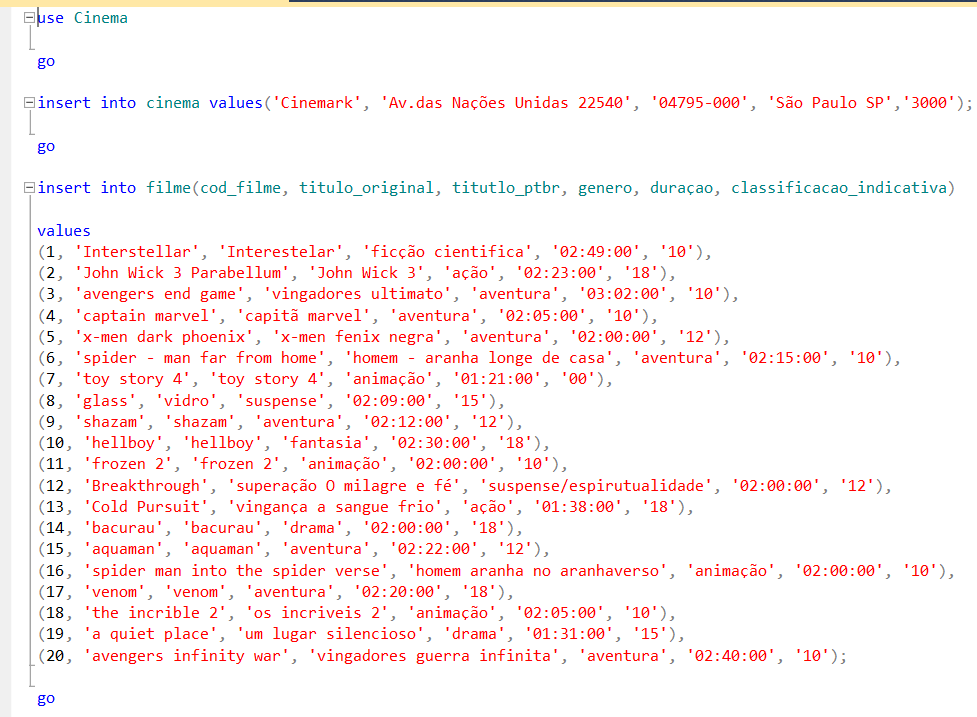 use Cinema
go
insert into cinema values('Cinemark', 'Av.das Nações Unidas 22540', '04795-000', 'São Paulo SP','3000');
go
insert into filme(cod_filme, titulo_original, titutlo_ptbr, genero, duraçao, classificacao_indicativa)
values
(1, 'Interstellar', 'Interestelar', 'ficção cientifica', '02:49:00', '10'),
(2, 'John Wick 3 Parabellum', 'John Wick 3', 'ação', '02:23:00', '18'),
(3, 'avengers end game', 'vingadores ultimato', 'aventura', '03:02:00', '10'),
(4, 'captain marvel', 'capitã marvel', 'aventura', '02:05:00', '10'),
(5, 'x-men dark phoenix', 'x-men fenix negra', 'aventura', '02:00:00', '12'),
(6, 'spider - man far from home', 'homem - aranha longe de casa', 'aventura', '02:15:00', '10'),
(7, 'toy story 4', 'toy story 4', 'animação', '01:21:00', '00'),
(8, 'glass', 'vidro', 'suspense', '02:09:00', '15'),
(9, 'shazam', 'shazam', 'aventura', '02:12:00', '12'),
(10, 'hellboy', 'hellboy', 'fantasia', '02:30:00', '18'),
(11, 'frozen 2', 'frozen 2', 'animação', '02:00:00', '10'),
(12, 'Breakthrough', 'superação O milagre e fé', 'suspense/espirutualidade', '02:00:00', '12'),
(13, 'Cold Pursuit', 'vingança a sangue frio', 'ação', '01:38:00', '18'),
(14, 'bacurau', 'bacurau', 'drama', '02:00:00', '18'),
(15, 'aquaman', 'aquaman', 'aventura', '02:22:00', '12'),
(16, 'spider man into the spider verse', 'homem aranha no aranhaverso', 'animação', '02:00:00', '10'),
(17, 'venom', 'venom', 'aventura', '02:20:00', '18'),
(18, 'the incrible 2', 'os incriveis 2', 'animação', '02:05:00', '10'),
(19, 'a quiet place', 'um lugar silencioso', 'drama', '01:31:00', '15'),
(20, 'avengers infinity war', 'vingadores guerra infinita', 'aventura', '02:40:00', '10');
go